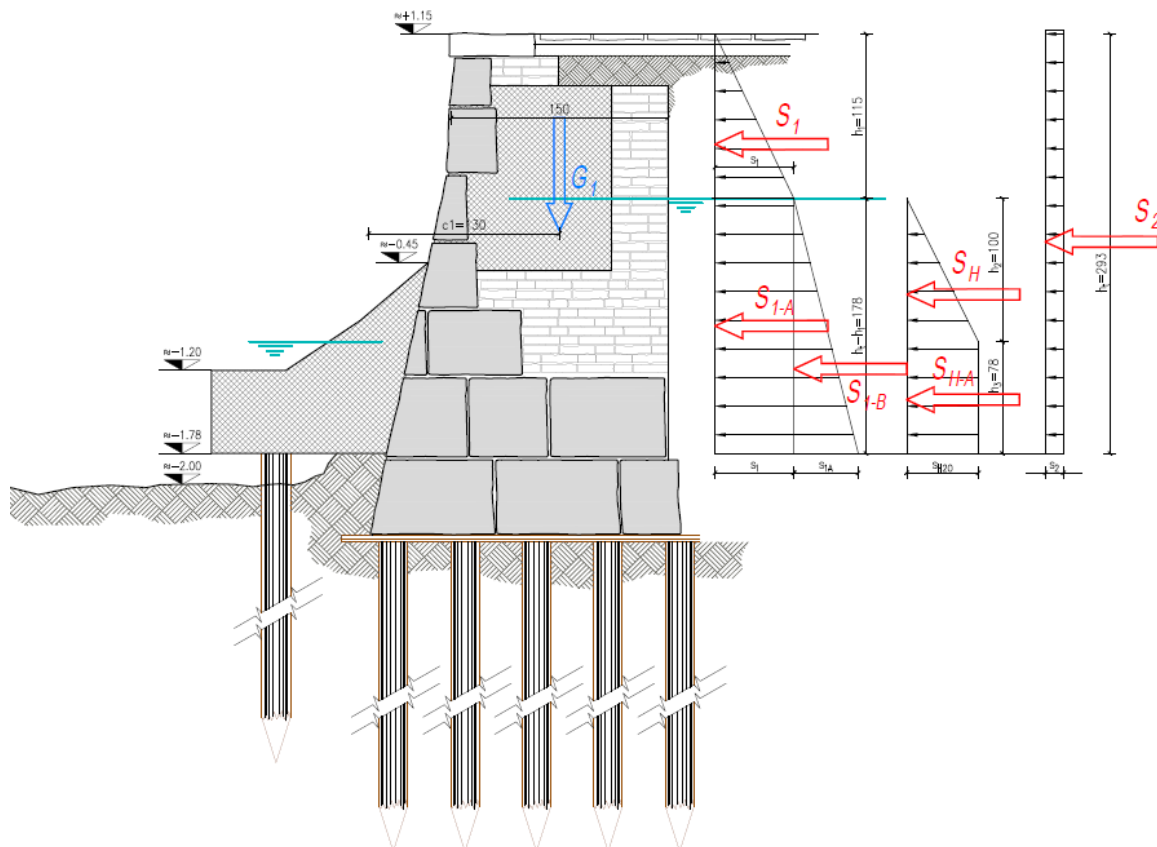 ≈+1.15
150
G1
c1=130
≈-0.45
≈-1.20
≈-1.78
≈-2.00
S1
s1
h1=115
S1-A
S1-B
h-h1=178
SH
SH-A
h2=100
h3=78
S2
h=293
s1
s1A
sH20
s2